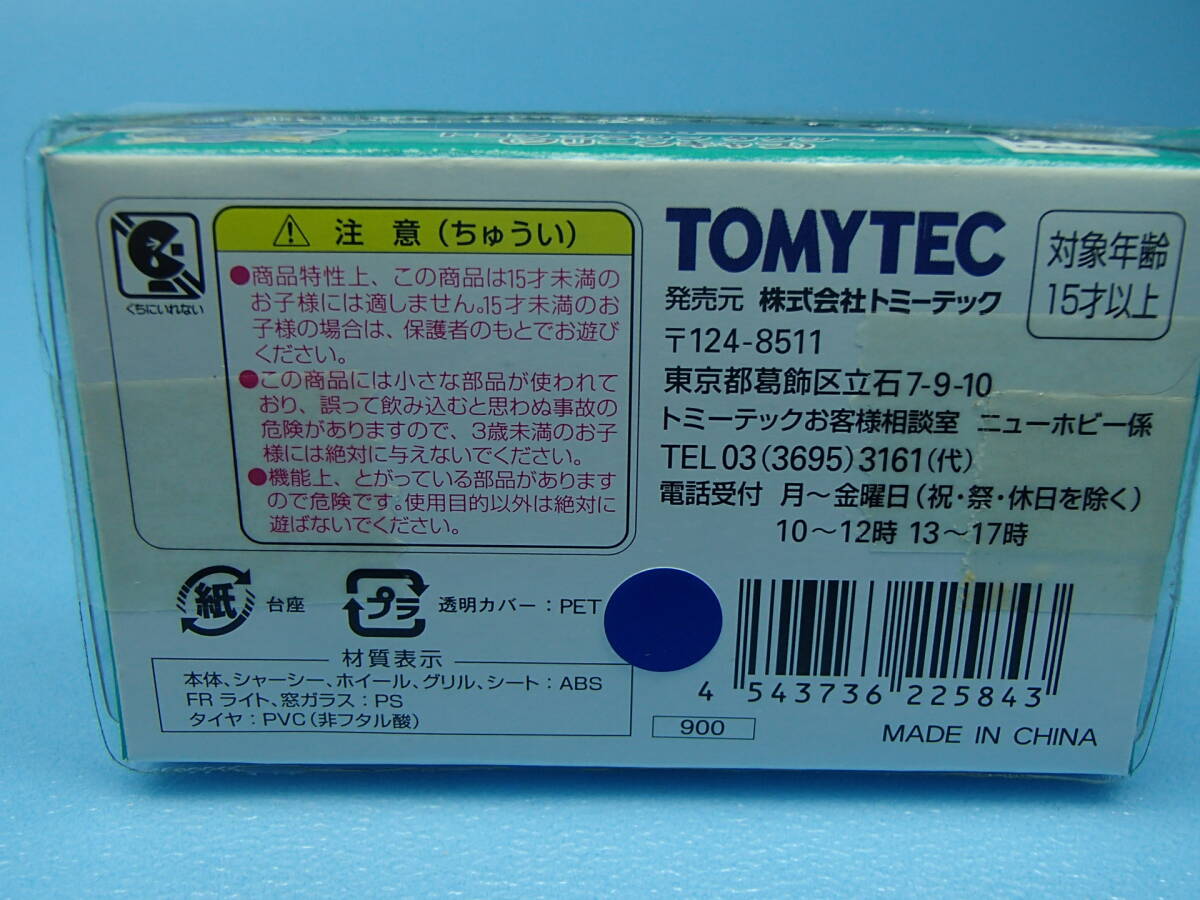 くちにいれない
注 意（ちゅうい）
●商品特性上、この商品は15才未満の
お子様には適しません。15才未満のお
子様の場合は、保護者のもとでお遊び
ください。
●この商品には小さな部品が使われて
おり、誤って飲み込むと思わぬ事故の
危険がありますので、3歳未満のお子
様には絶対に与えないでください。
●機能上、とがっている部品があります
ので危険です。使用目的以外は絶対に
遊ばないでください。
TOMYTEC
対象年齢
15才以上
発売元 株式会社トミーテック
〒124-8511
東京都葛飾区立石7-9-10
トミーテックお客様相談室 ニューホビー係
TEL 03（3695）3161（代）
電話受付 月～金曜日（祝・祭・休日を除く）
10～12時 13～17時
紙 台座
プラ 透明カバー：PET
材質表示
本体、シャーシー、ホイール、グリル、シート：ABS
FRライト、窓ガラス：PS
タイヤ：PVC（非フタル酸）
4 543736 225843
900
MADE IN CHINA